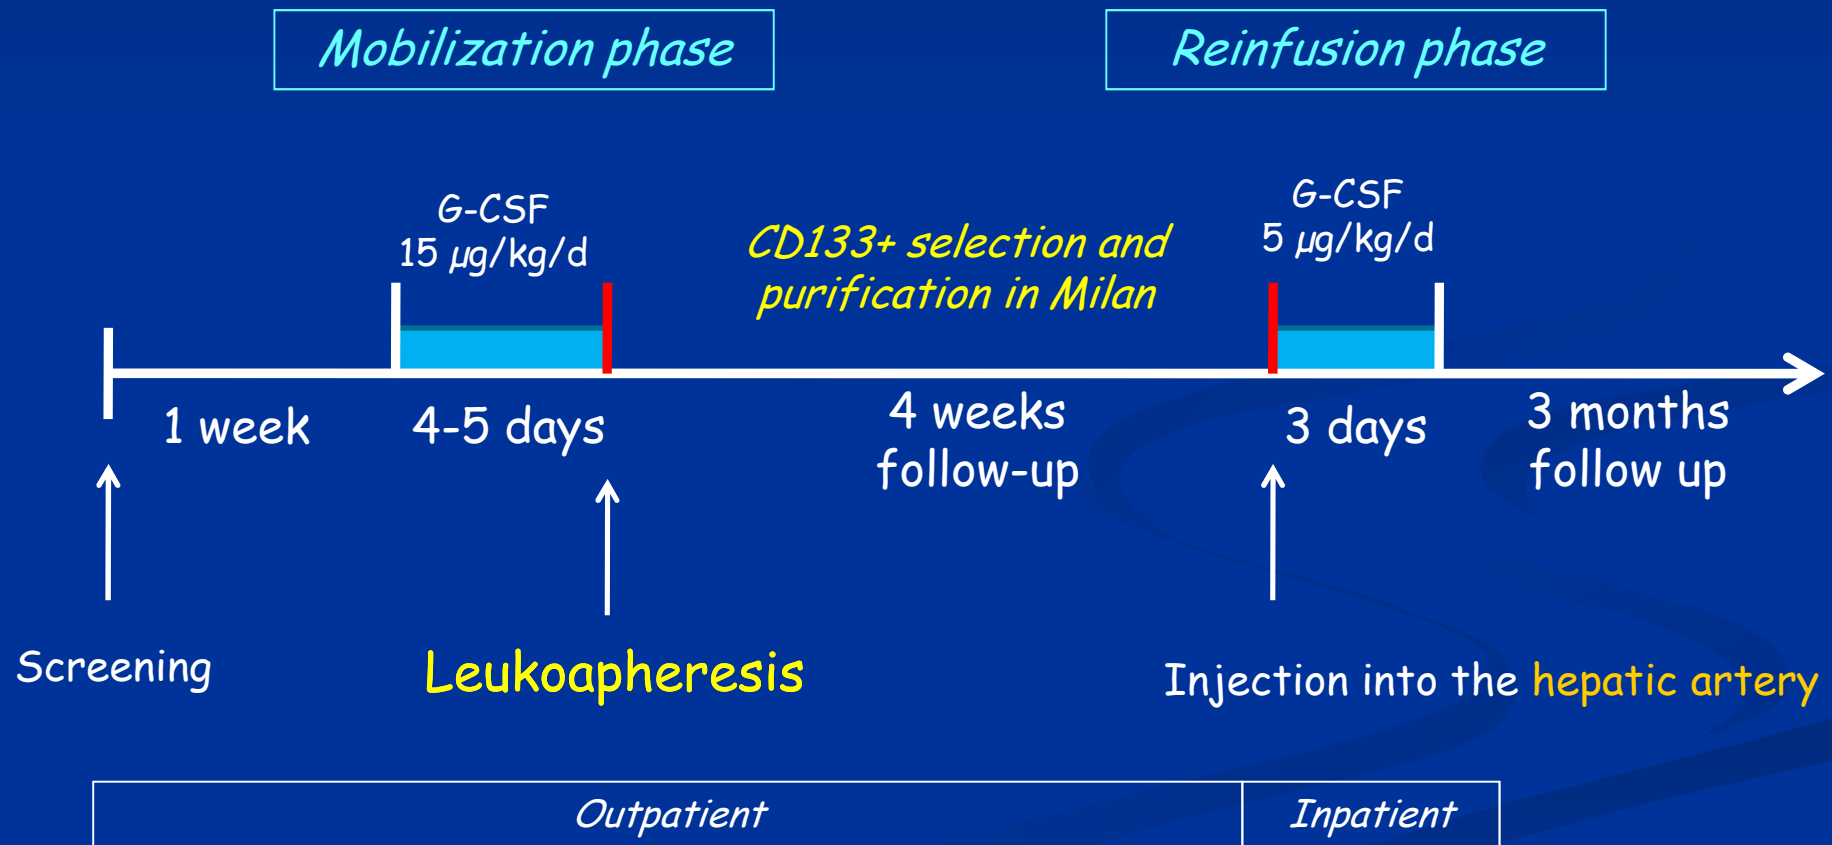 Mobilization phase
Reinfusion phase
G-CSF
15 μg/kg/d
CD133+ selection and
purification in Milan
G-CSF
5 μg/kg/d
1 week
4-5 days
4 weeks
follow-up
3 days
3 months
follow up
Screening
Leukoapheresis
Injection into the hepatic artery
Outpatient
Inpatient